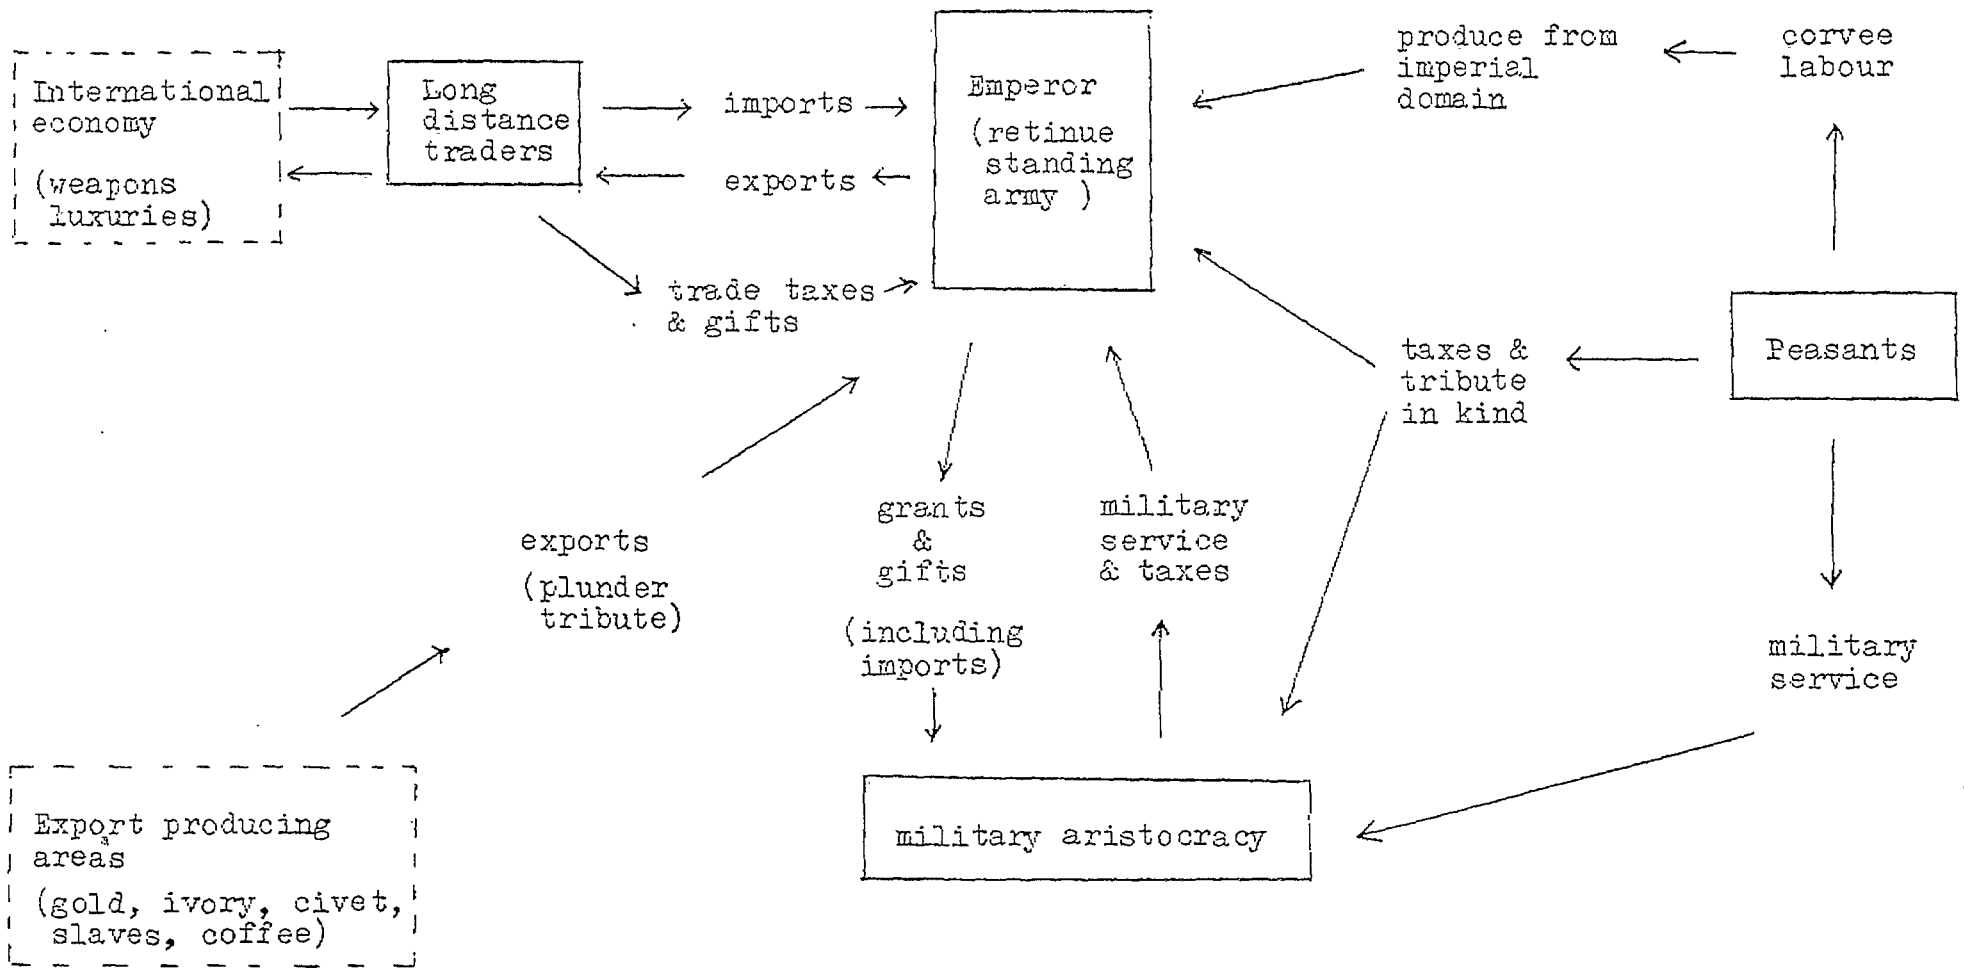 International
economy
(weapons
luxuries)
Long
distance
traders
imports
exports
trade taxes
& gifts
Emperor
(retinue
standing
army )
produce from
imperial
domain
corvee
labour
Peasants
taxes &
tribute
in kind
military
service
grants
&
gifts
(including
imports)
military
service
& taxes
exports
(plunder
tribute)
military aristocracy
Export producing
areas
(gold, ivory, civet,
slaves, coffee)